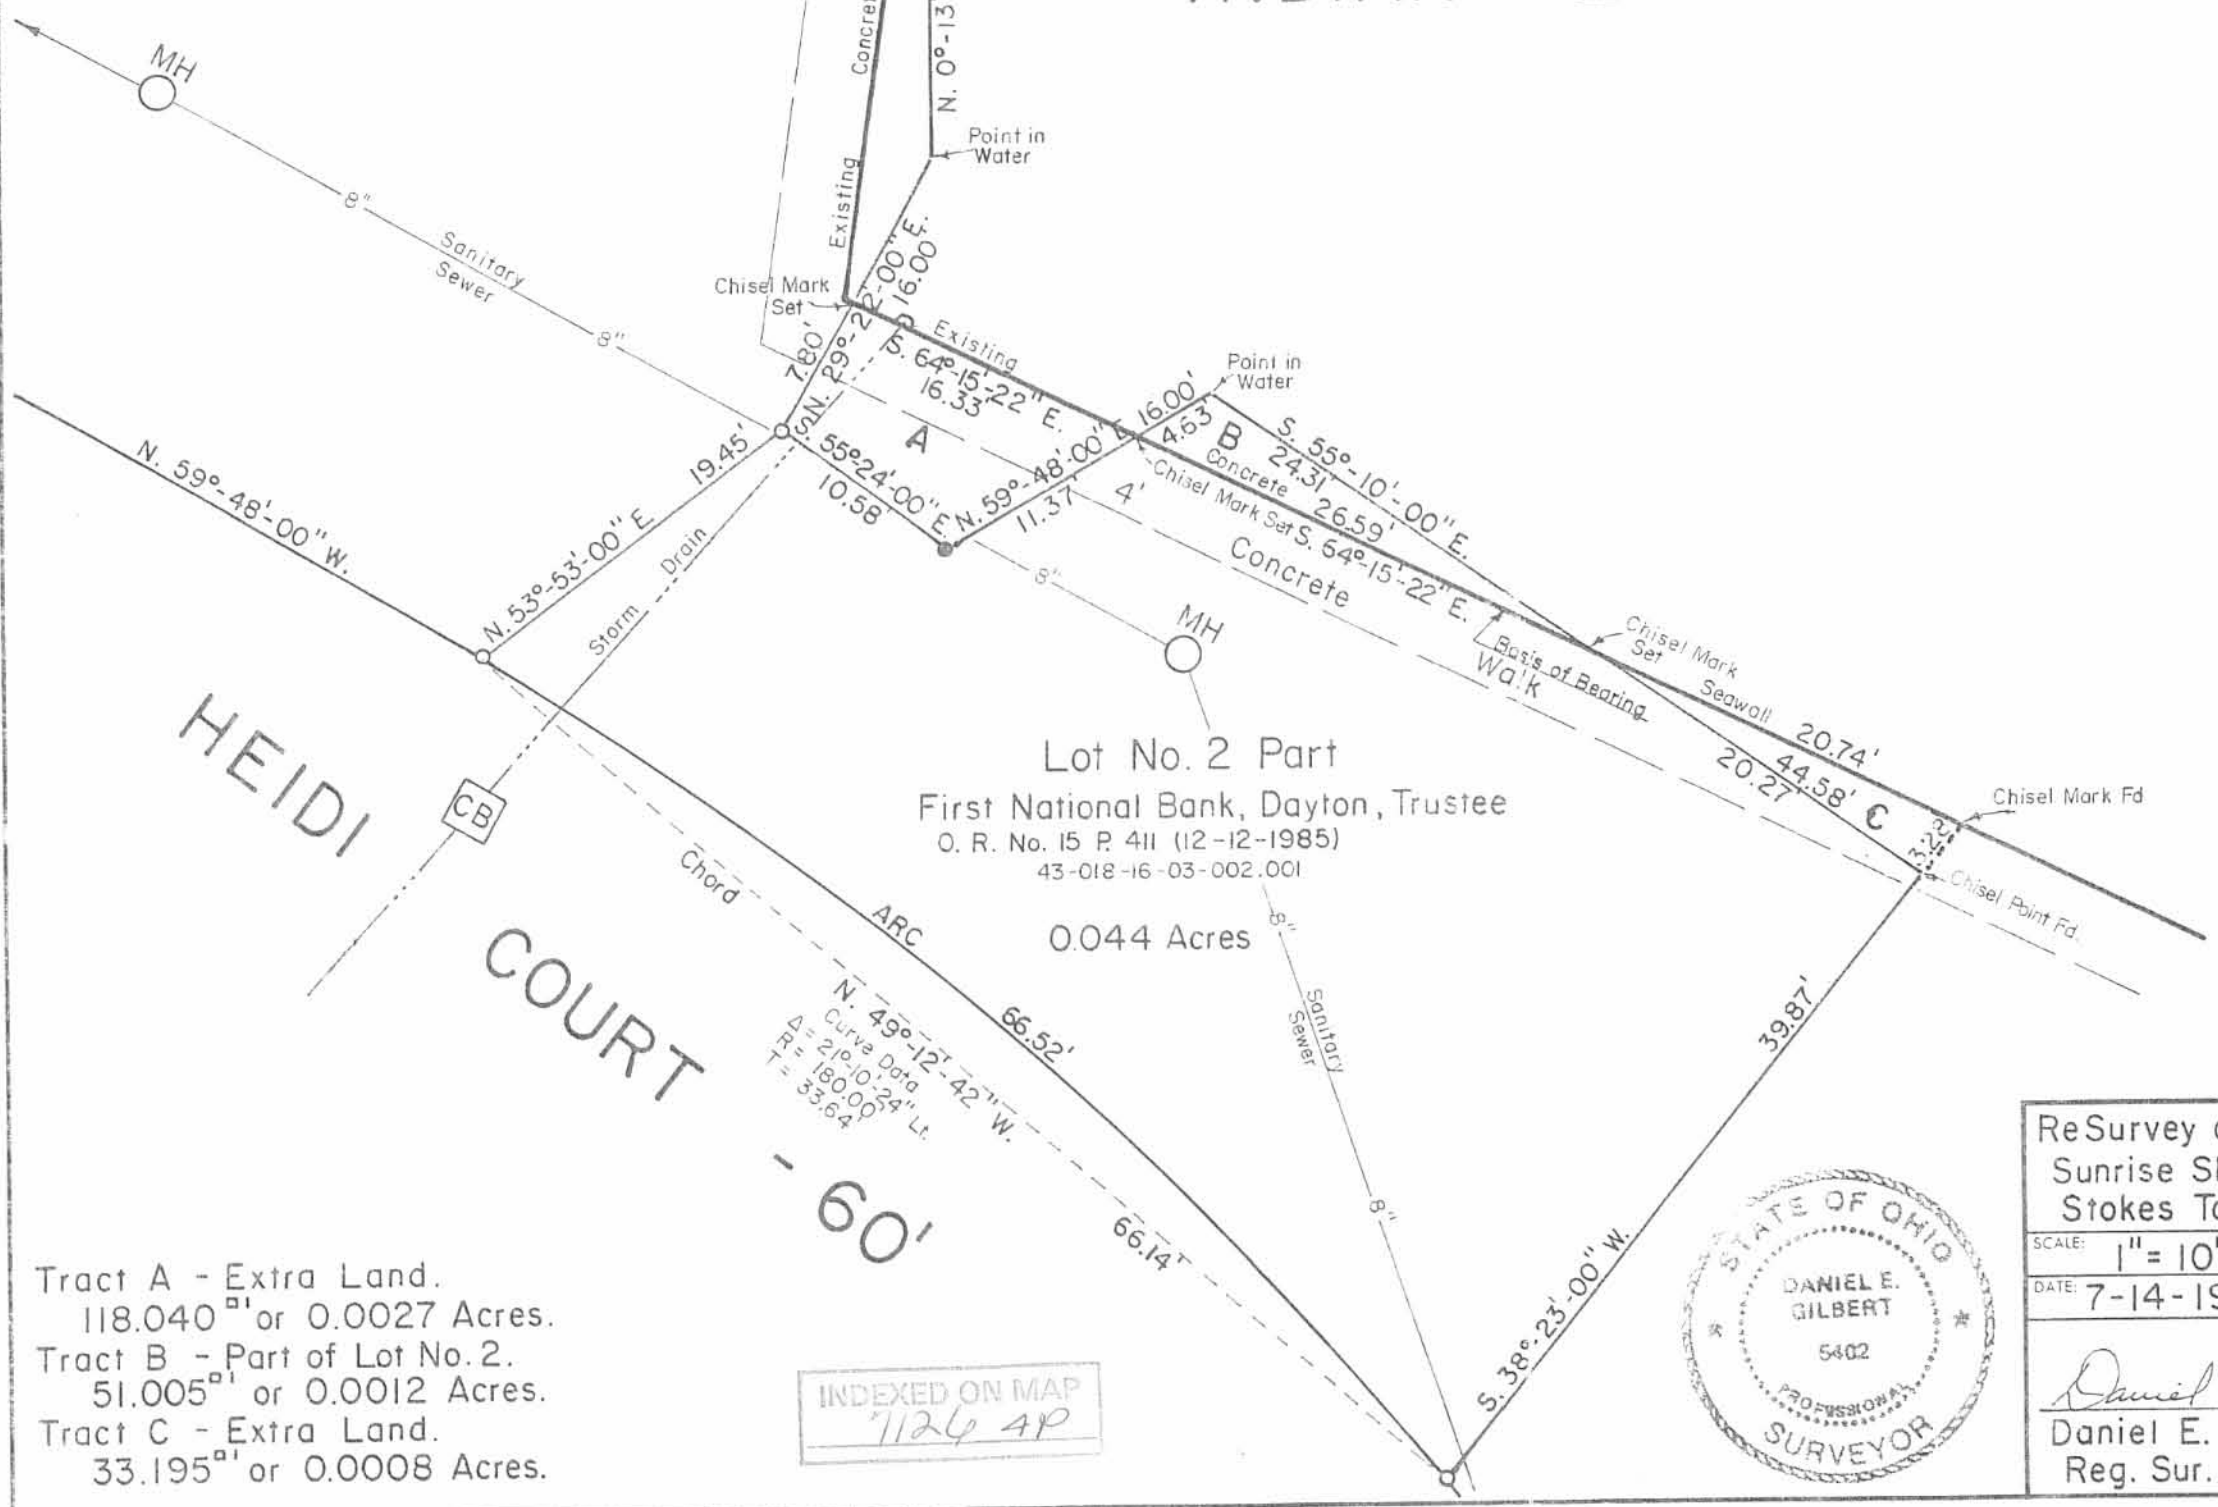 MH
8"
Sanitary
Sewer
8"
N. 59°-48'-00" W.
Existing
N. 0°-13
Point in
Water
Chisel Mark
Set
7.80'
N. 29°-22'-00" E.
16.00'
Existing
S. 64°-15'-22" E.
16.33'
A
S. 55°-24'-00" E.
10.58'
N. 53°-53'-00" E
19.45'
Storm
Drain
N. 59°-48'-00" E.
16.00'
11.37'
4.63'
Point in
Water
B
S. 55°-10'-00" E.
24.31'
Concrete
26.59'
Chisel Mark Set
S. 64°-15'-22" E.
4'
Concrete
Walk
Basis of Bearing
8"
MH
Chisel Mark
Set
Seawall
20.74'
44.58'
20.27'
C
3.28
Chisel Mark Fd
Chisel Point Fd.
Lot No. 2 Part
First National Bank, Dayton, Trustee
O. R. No. 15 P. 411 (12-12-1985)
43-018-16-03-002.001
0.044 Acres
8"
Sanitary
Sewer
8"
HEIDI
COURT
- 60'
CB
Chord
ARC
66.52'
N. 49°-12'-42" W.
66.14'
Curve Data
Δ = 21°-10'-24" Lt.
R = 180.00'
T = 33.64'
39.87'
S. 38°-23'-00" W.
Tract A - Extra Land.
118.040 □' or 0.0027 Acres.
Tract B - Part of Lot No. 2.
51.005 □' or 0.0012 Acres.
Tract C - Extra Land.
33.195 □' or 0.0008 Acres.
INDEXED ON MAP
7126 4P
STATE OF OHIO
DANIEL E.
GILBERT
5402
PROFESSIONAL
SURVEYOR
ReSurvey
Sunrise
Stokes
SCALE: 1" = 10'
DATE: 7-14-19
Daniel
Daniel E.
Reg. Sur.